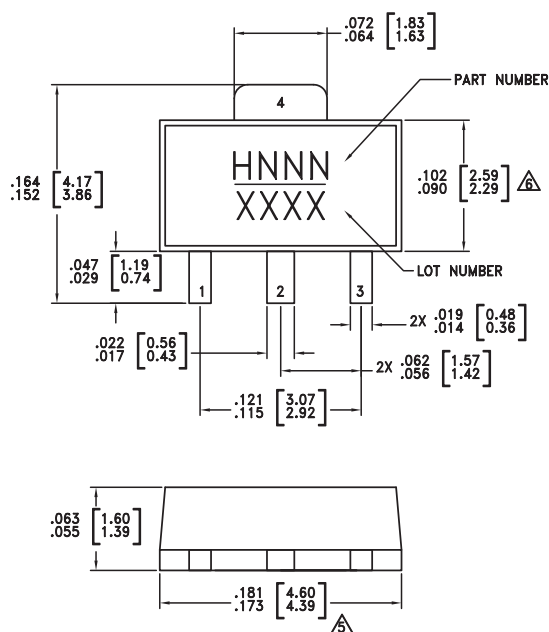 .072 [1.83]
.064 [1.63]
PART NUMBER
4
HNNN
XXXX
.102 [2.59]
.090 [2.29] 6
.164 [4.17]
.152 [3.86]
LOT NUMBER
.047 [1.19]
.029 [0.74]
1 2 3
2X .019 [0.48]
.014 [0.36]
.022 [0.56]
.017 [0.43]
2X .062 [1.57]
.056 [1.42]
.121 [3.07]
.115 [2.92]
.063 [1.60]
.055 [1.39]
.181 [4.60]
.173 [4.39]
5